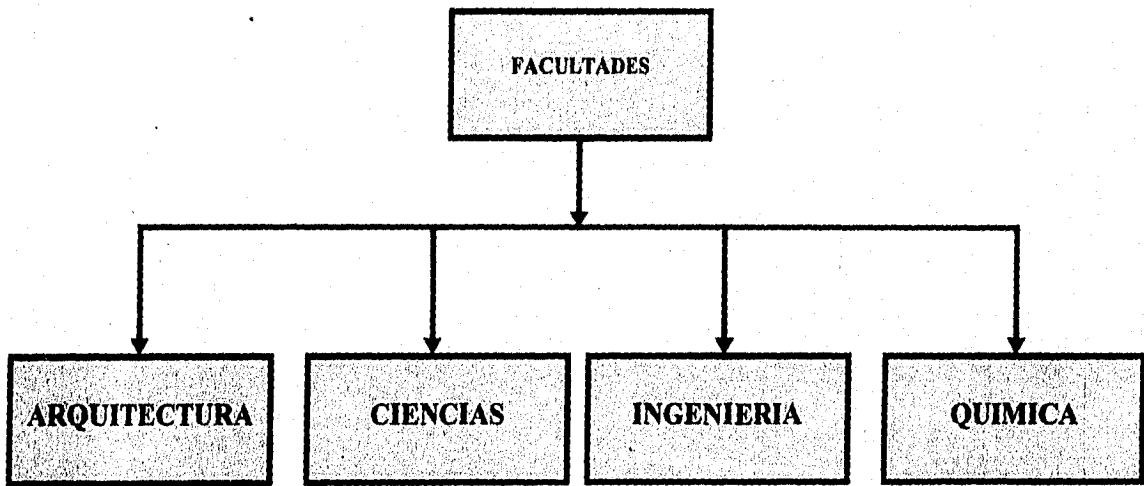 FACULTADES
ARQUITECTURA
CIENCIAS
INGENIERIA
QUIMICA